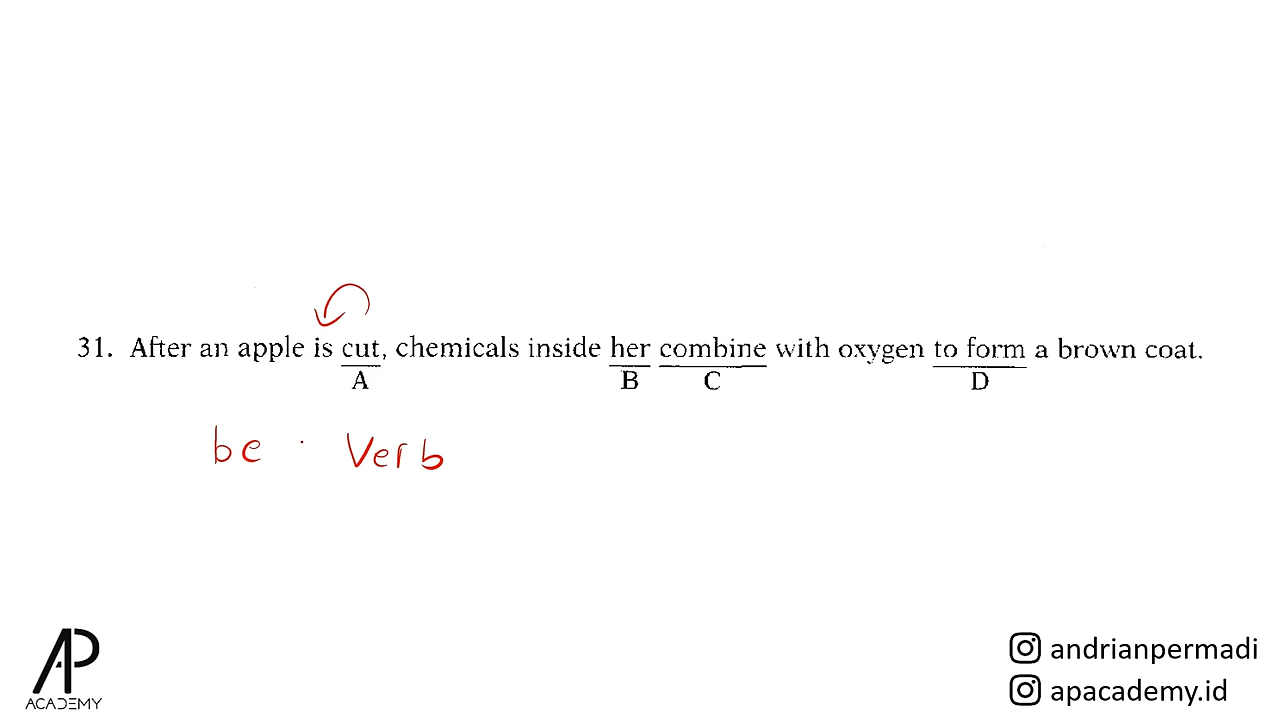 31. After an apple is cut, chemicals inside her combine with oxygen to form a brown coat.
A B C D
be . Verb
AP
ACADEMY
andrianpermadi
apacademy.id